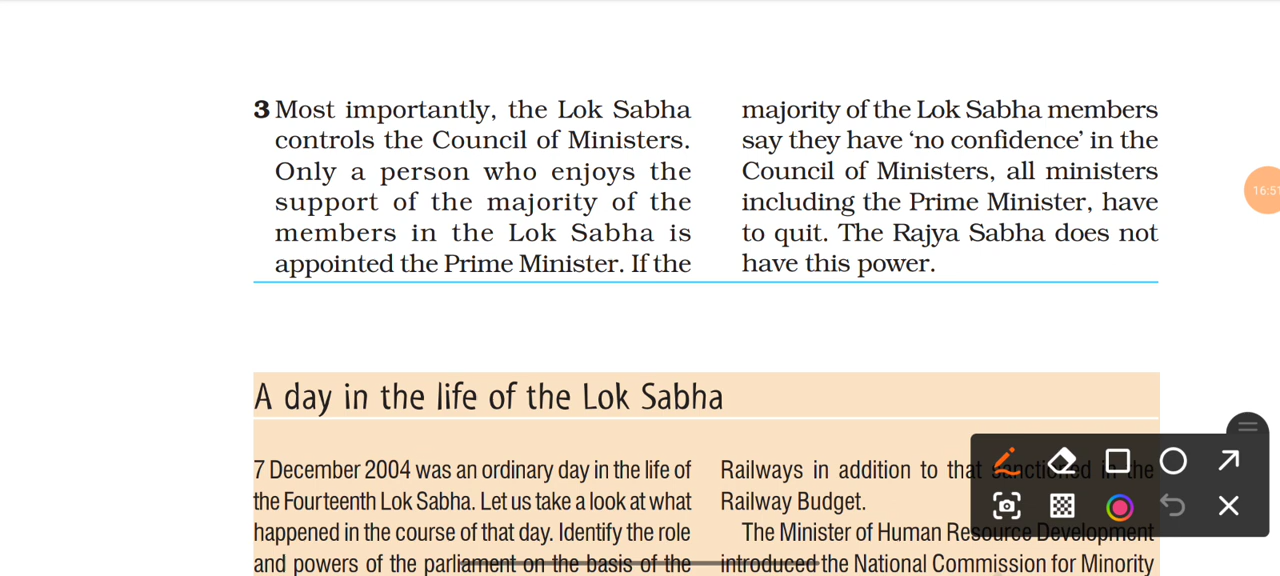 3 Most importantly, the Lok Sabha
controls the Council of Ministers.
Only a person who enjoys the
support of the majority of the
members in the Lok Sabha is
appointed the Prime Minister. If the
majority of the Lok Sabha members
say they have ‘no confidence’ in the
Council of Ministers, all ministers
including the Prime Minister, have
to quit. The Rajya Sabha does not
have this power.
A day in the life of the Lok Sabha
7 December 2004 was an ordinary day in the life of
the Fourteenth Lok Sabha. Let us take a look at what
happened in the course of that day. Identify the role
and powers of the parliament on the basis of the
Railways in addition to that sanctioned in the
Railway Budget.
The Minister of Human Resource Development
introduced the National Commission for Minority
16:51